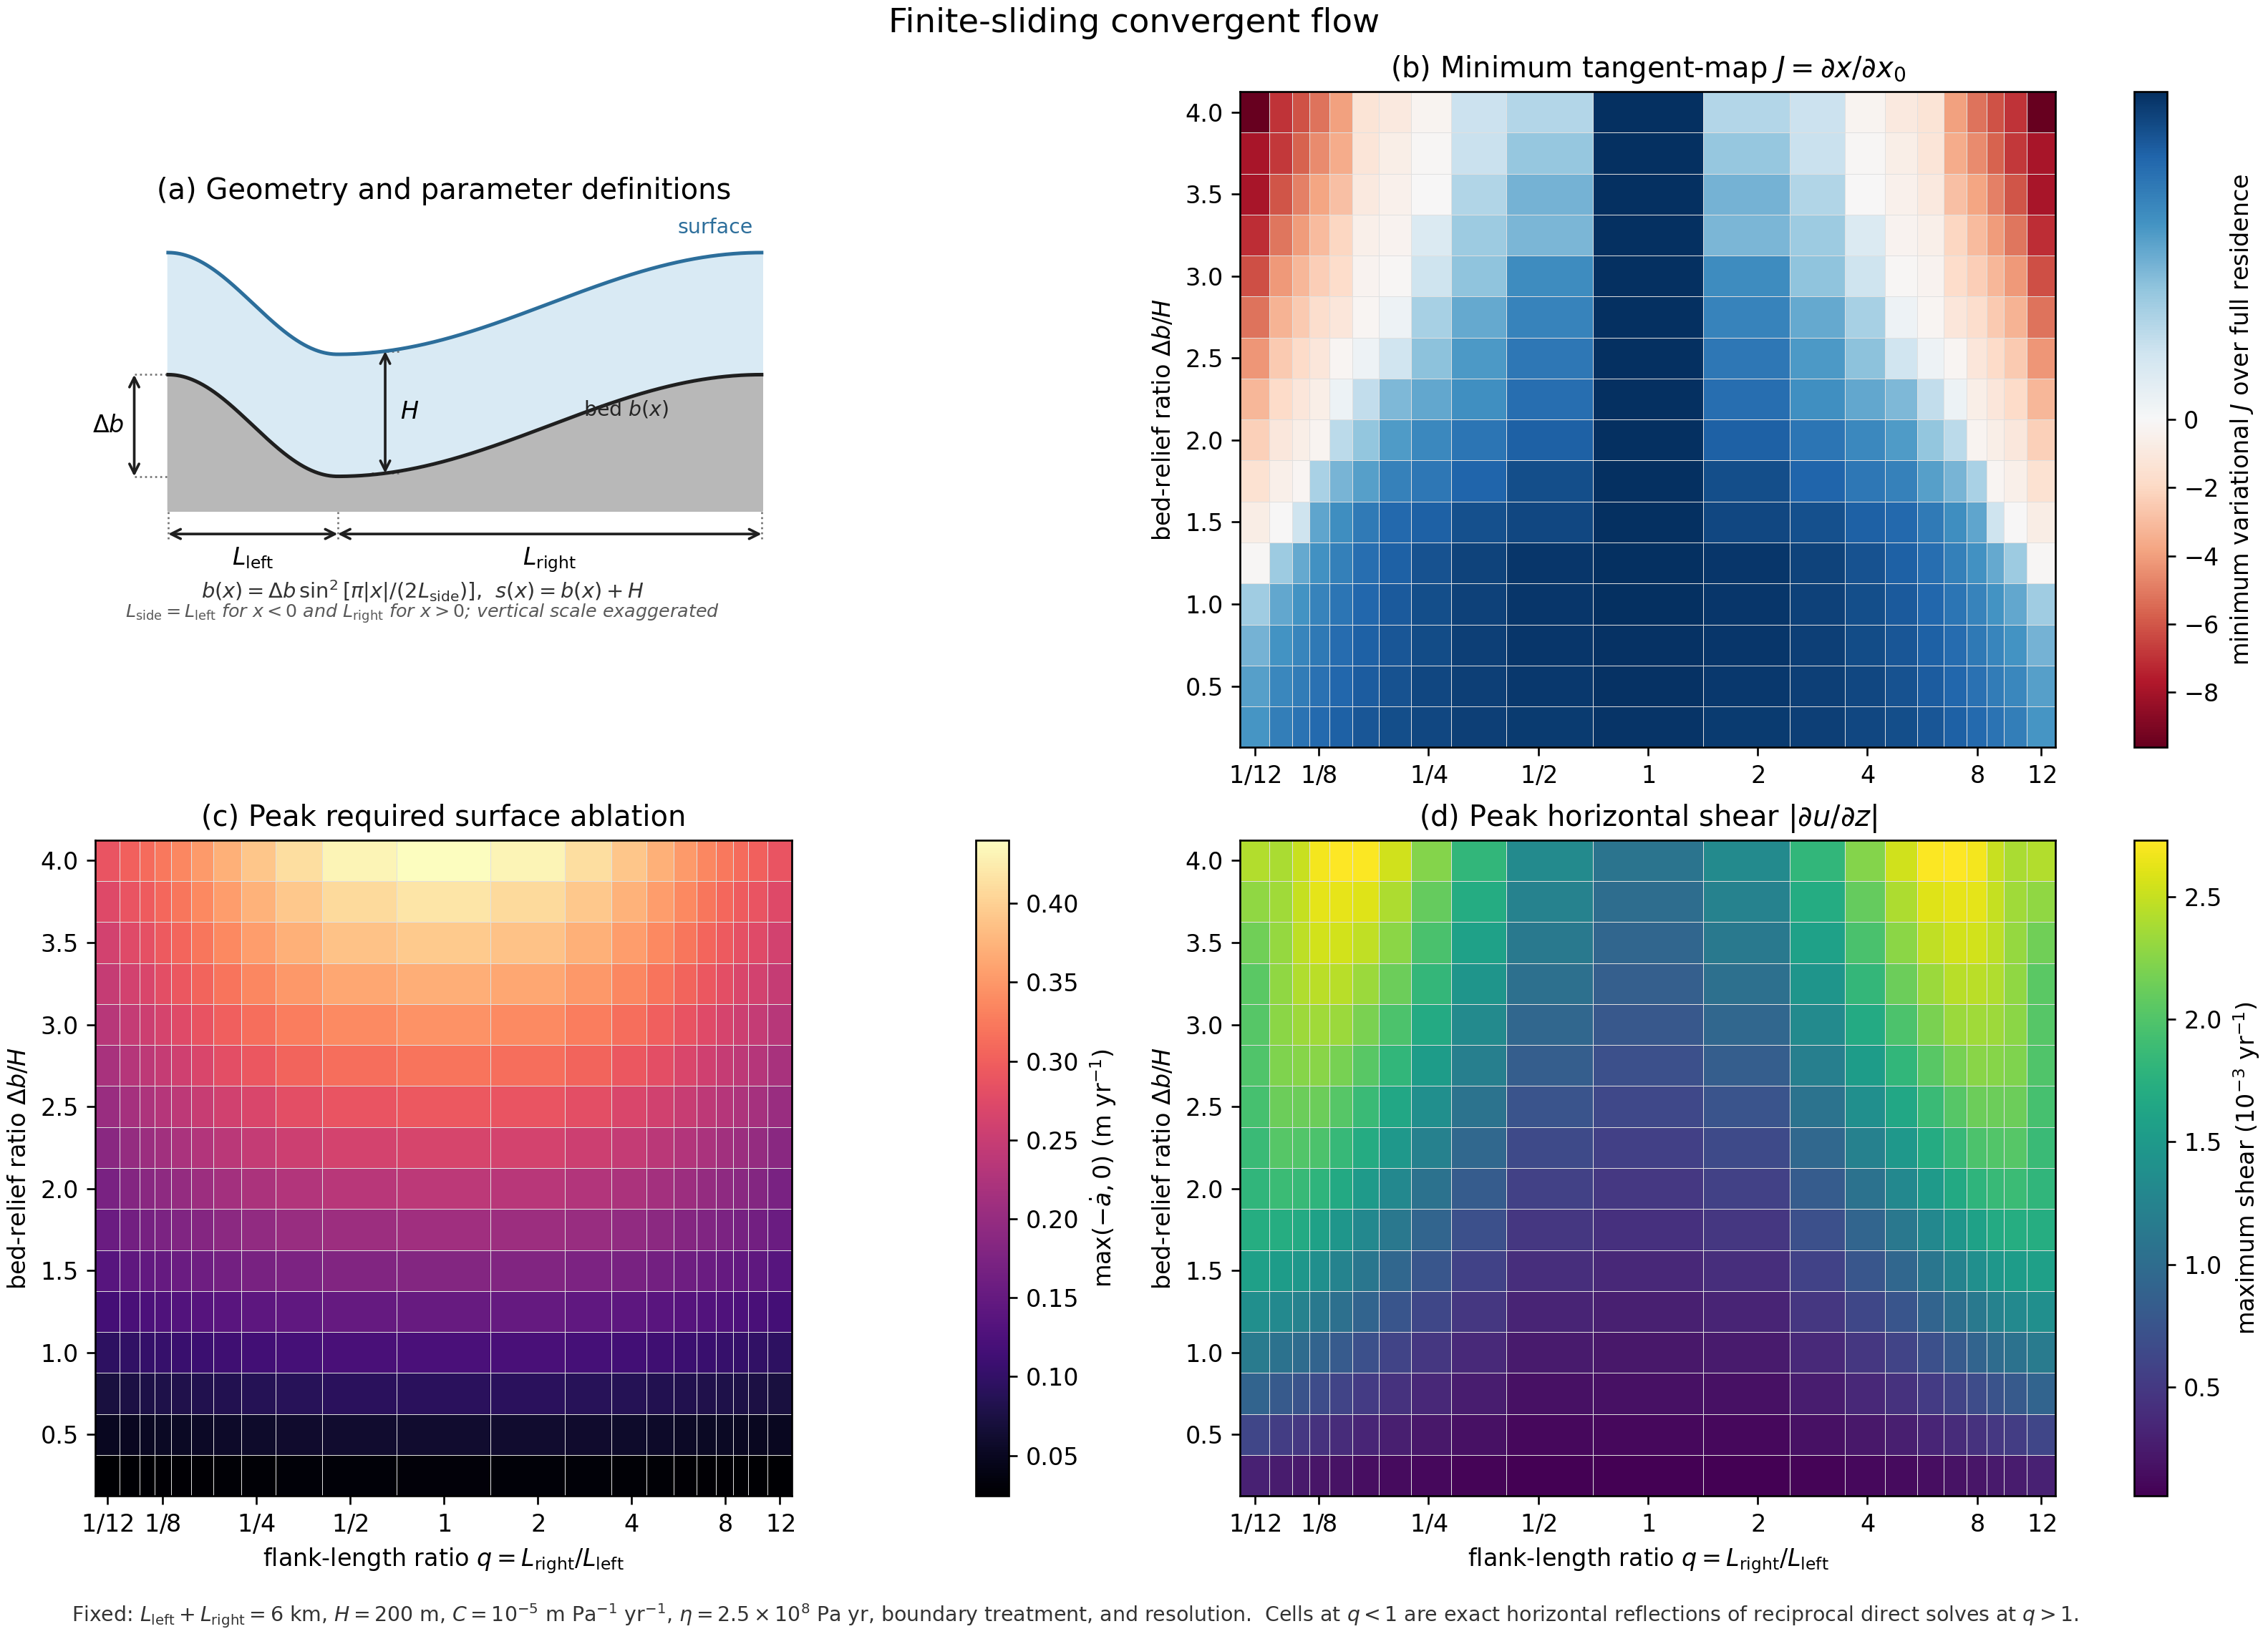 Finite-sliding convergent flow
(a) Geometry and parameter definitions
surface
Δb
H
bed b(x)
L_left
L_right
b(x) = Δb sin² [π|x|/(2L_side)], s(x) = b(x) + H
L_side = L_left for x < 0 and L_right for x > 0; vertical scale exaggerated
(b) Minimum tangent-map J = ∂x/∂x₀
bed-relief ratio Δb/H
4.0
3.5
3.0
2.5
2.0
1.5
1.0
0.5
1/12 1/8 1/4 1/2 1 2 4 8 12
0
−2
−4
−6
−8
minimum variational J over full residence
(c) Peak required surface ablation
bed-relief ratio Δb/H
4.0
3.5
3.0
2.5
2.0
1.5
1.0
0.5
1/12 1/8 1/4 1/2 1 2 4 8 12
flank-length ratio q = L_right/L_left
0.40
0.35
0.30
0.25
0.20
0.15
0.10
0.05
max(−ȧ, 0) (m yr⁻¹)
(d) Peak horizontal shear |∂u/∂z|
bed-relief ratio Δb/H
4.0
3.5
3.0
2.5
2.0
1.5
1.0
0.5
1/12 1/8 1/4 1/2 1 2 4 8 12
flank-length ratio q = L_right/L_left
2.5
2.0
1.5
1.0
0.5
maximum shear (10⁻³ yr⁻¹)
Fixed: L_left + L_right = 6 km, H = 200 m, C = 10⁻⁵ m Pa⁻¹ yr⁻¹, η = 2.5 × 10⁸ Pa yr, boundary treatment, and resolution. Cells at q < 1 are exact horizontal reflections of reciprocal direct solves at q > 1.